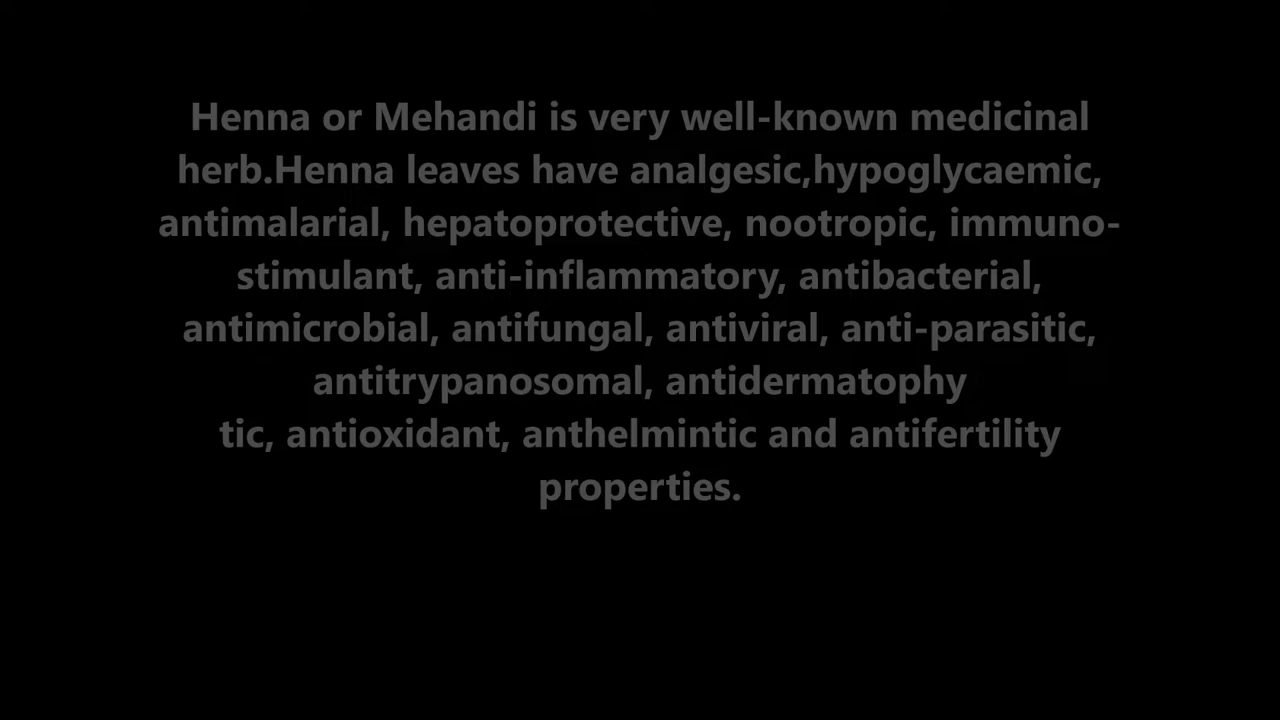 Henna or Mehandi is very well-known medicinal
herb.Henna leaves have analgesic,hypoglycaemic,
antimalarial, hepatoprotective, nootropic, immuno-
stimulant, anti-inflammatory, antibacterial,
antimicrobial, antifungal, antiviral, anti-parasitic,
antitrypanosomal, antidermatophy
tic, antioxidant, anthelmintic and antifertility
properties.